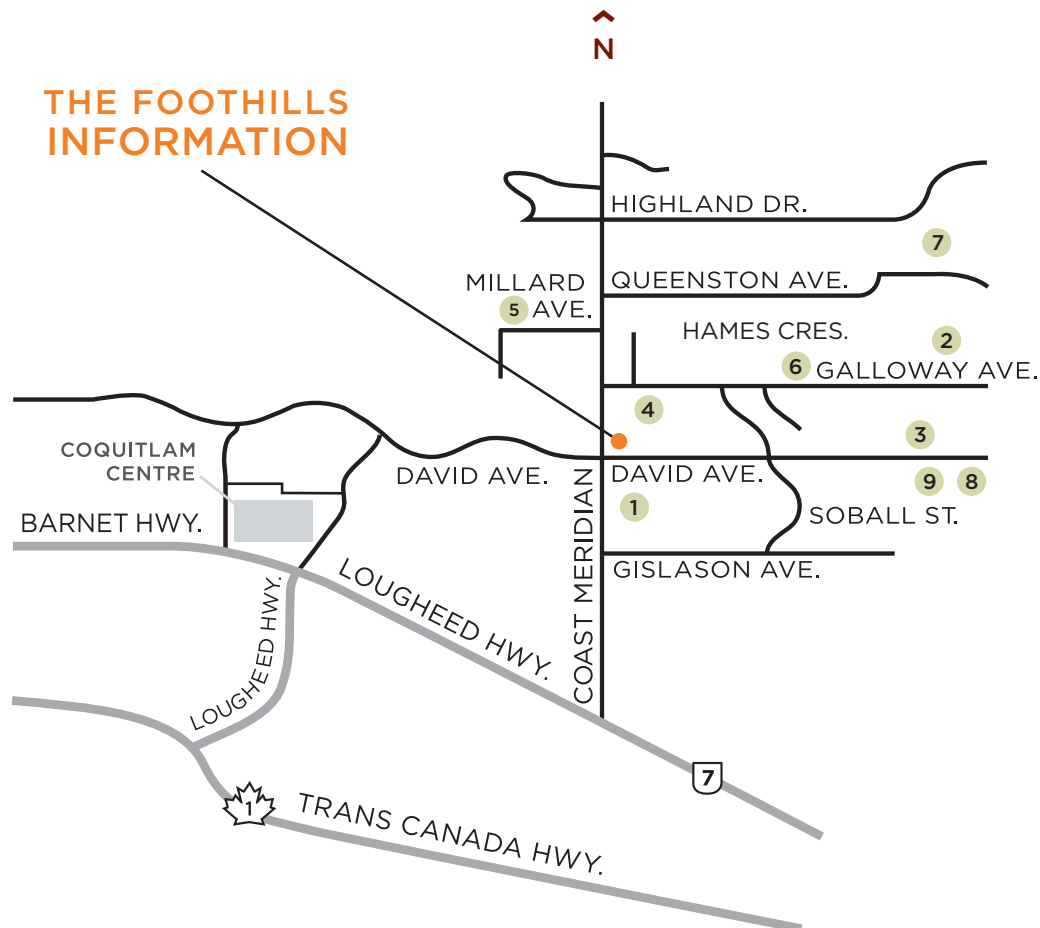 N
THE FOOTHILLS
INFORMATION
HIGHLAND DR.
7
QUEENSTON AVE.
MILLARD
5 AVE.
HAMES CRES.
2
6
GALLOWAY AVE.
4
3
COQUITLAM
CENTRE
DAVID AVE.
DAVID AVE.
9
8
1
BARNET HWY.
SOBALL ST.
GISLASON AVE.
LOUGHEED HWY.
COAST MERIDIAN
LOUGHEED HWY.
7
1
TRANS CANADA HWY.